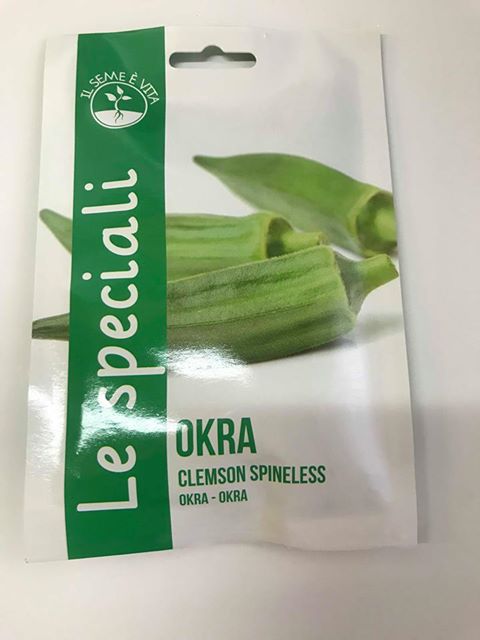 IL SEME È VITA
Le speciali
OKRA
CLEMSON SPINELESS
OKRA - OKRA